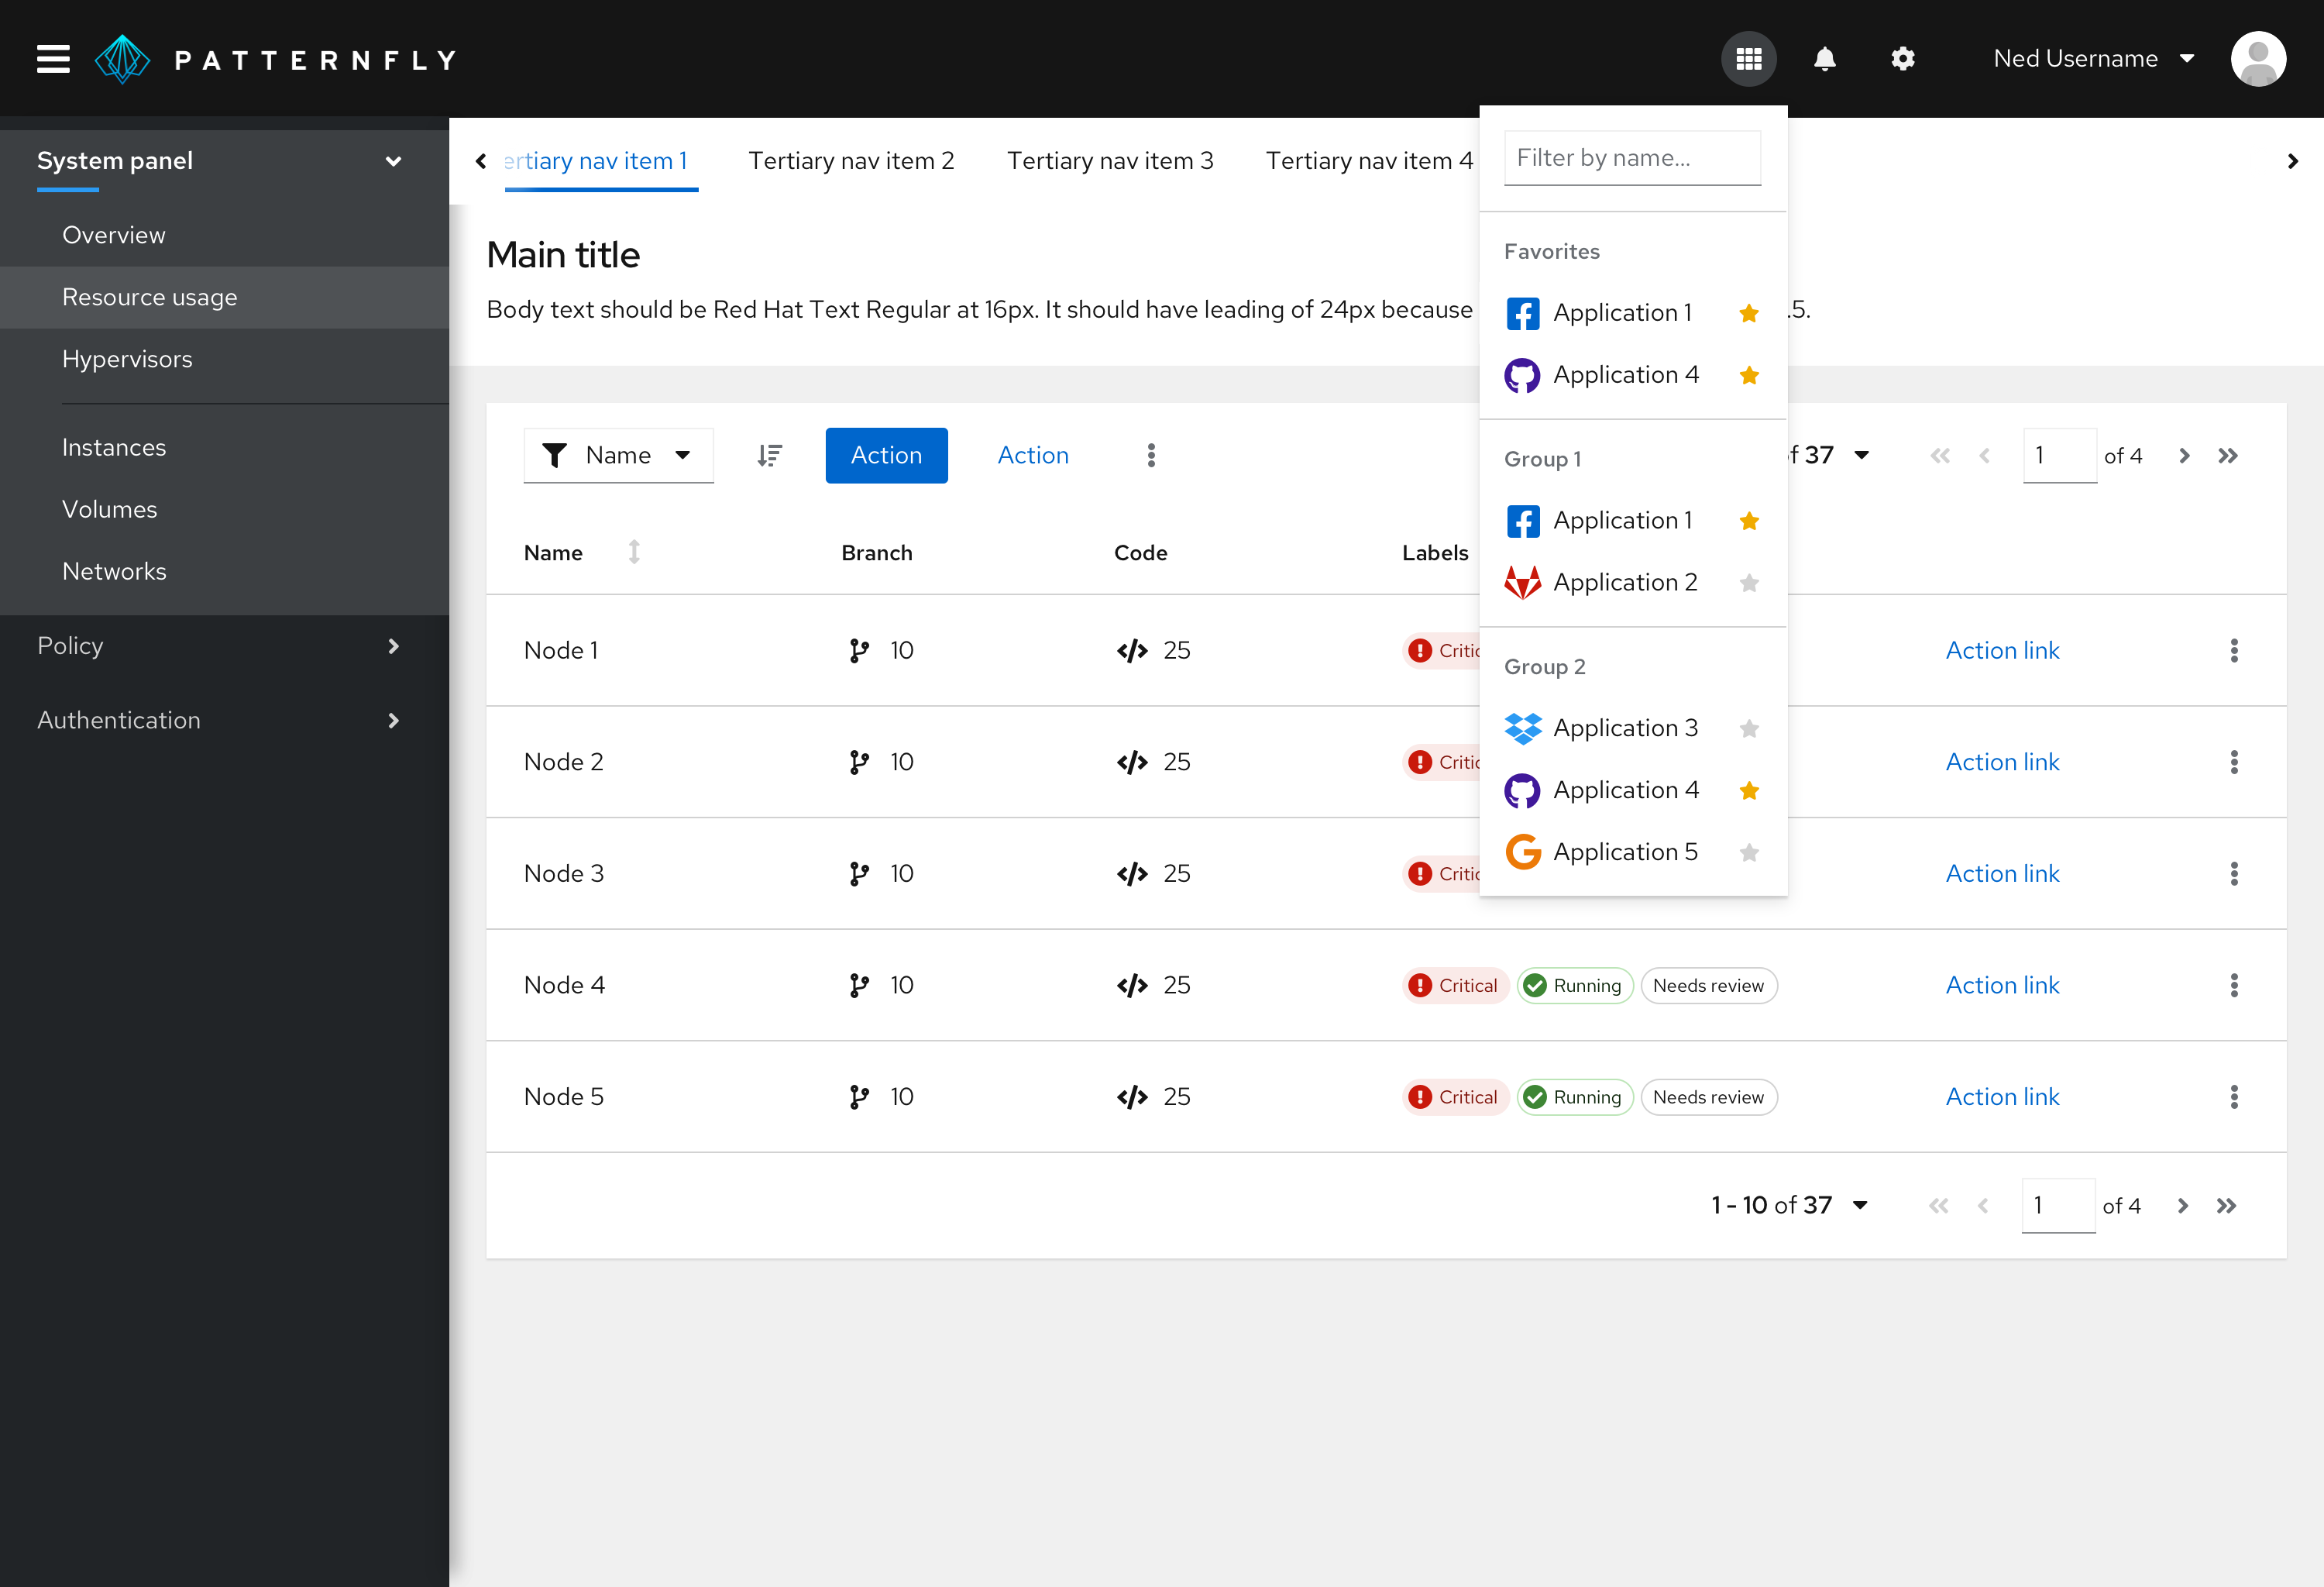 PATTERNFLY
Ned Username
System panel
Overview
Resource usage
Hypervisors
Instances
Volumes
Networks
Policy
Authentication
ertiary nav item 1 Tertiary nav item 2 Tertiary nav item 3 Tertiary nav item 4
Main title
Body text should be Red Hat Text Regular at 16px. It should have leading of 24px because .5.
Filter by name...
Favorites
Application 1
Application 4
Group 1
Application 1
Application 2
Group 2
Application 3
Application 4
Application 5
Name Action Action f 37 1 of 4
Name Branch Code Labels
Node 1 10 25 Critic Action link
Node 2 10 25 Critic Action link
Node 3 10 25 Critic Action link
Node 4 10 25 Critical Running Needs review Action link
Node 5 10 25 Critical Running Needs review Action link
1 - 10 of 37 1 of 4